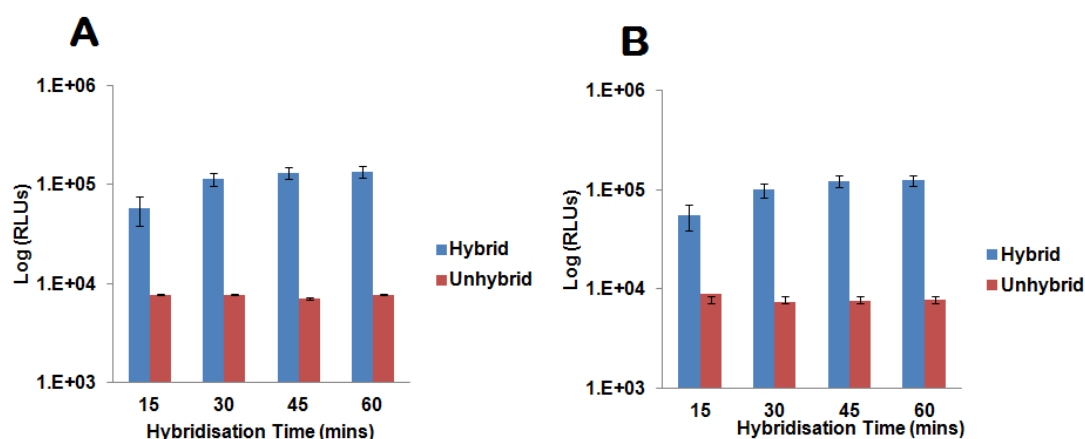 A
1.E+06
1.E+05
1.E+04
1.E+03
Log (RLUs)
15 30 45 60
Hybridisation Time (mins)
Hybrid
Unhybrid
B
1.E+06
1.E+05
1.E+04
1.E+03
Log (RLUs)
15 30 45 60
Hybridisation Time (mins)
Hybrid
Unhybrid